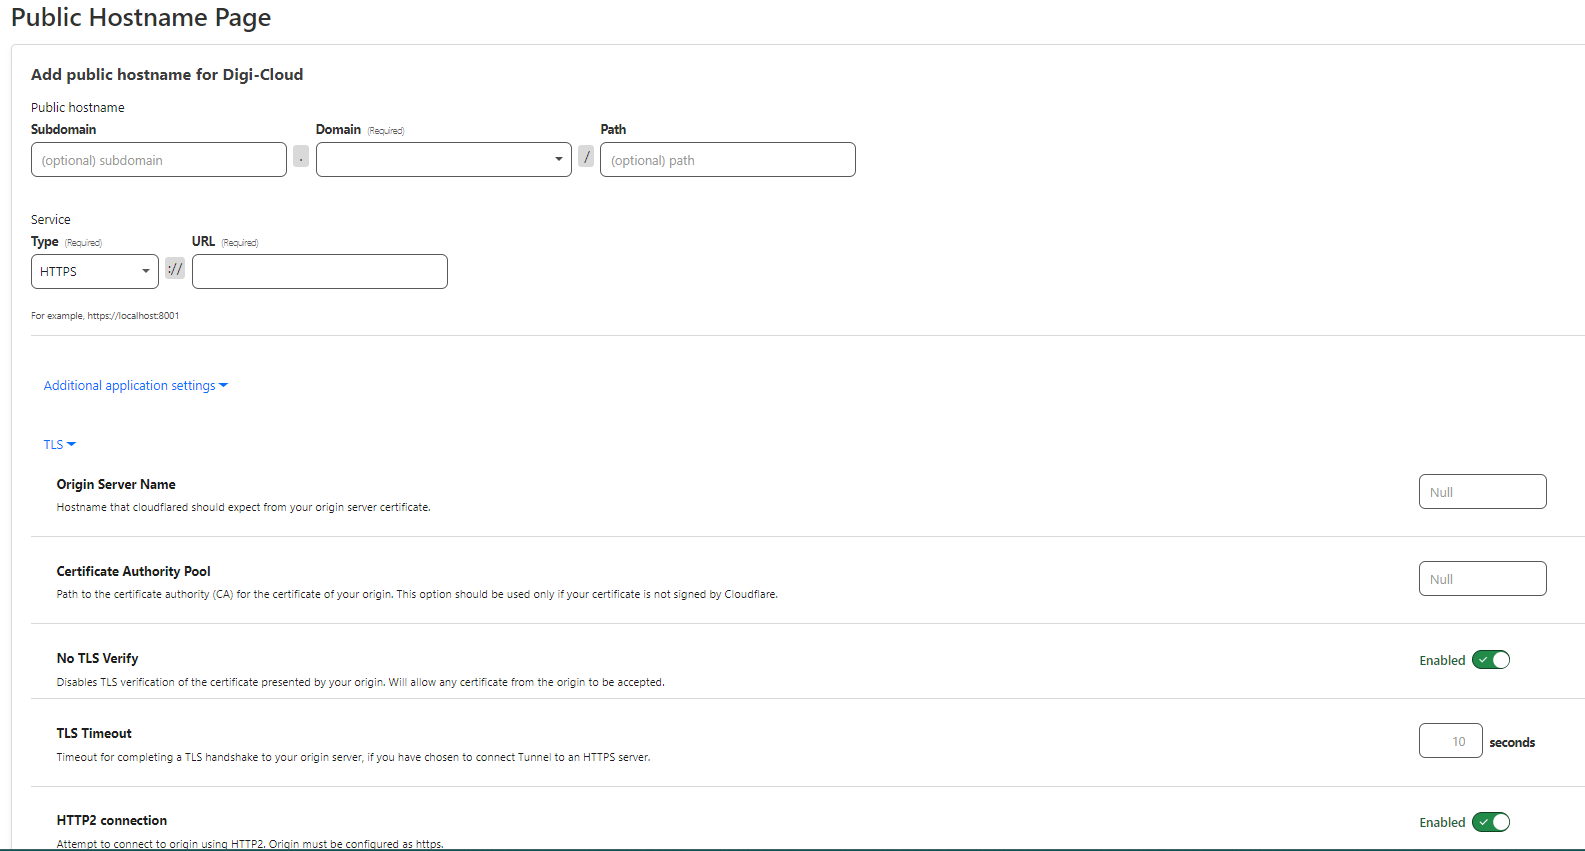 Public Hostname Page
Add public hostname for Digi-Cloud
Public hostname
Subdomain Domain (Required) Path
(optional) subdomain . / (optional) path
Service
Type (Required) URL (Required)
HTTPS ://
For example, https://localhost:8001
Additional application settings
TLS
Origin Server Name
Hostname that cloudflared should expect from your origin server certificate.
Null
Certificate Authority Pool
Path to the certificate authority (CA) for the certificate of your origin. This option should be used only if your certificate is not signed by Cloudflare.
Null
No TLS Verify
Disables TLS verification of the certificate presented by your origin. Will allow any certificate from the origin to be accepted.
Enabled
TLS Timeout
Timeout for completing a TLS handshake to your origin server, if you have chosen to connect Tunnel to an HTTPS server.
10 seconds
HTTP2 connection
Attempt to connect to origin using HTTP2. Origin must be configured as https.
Enabled